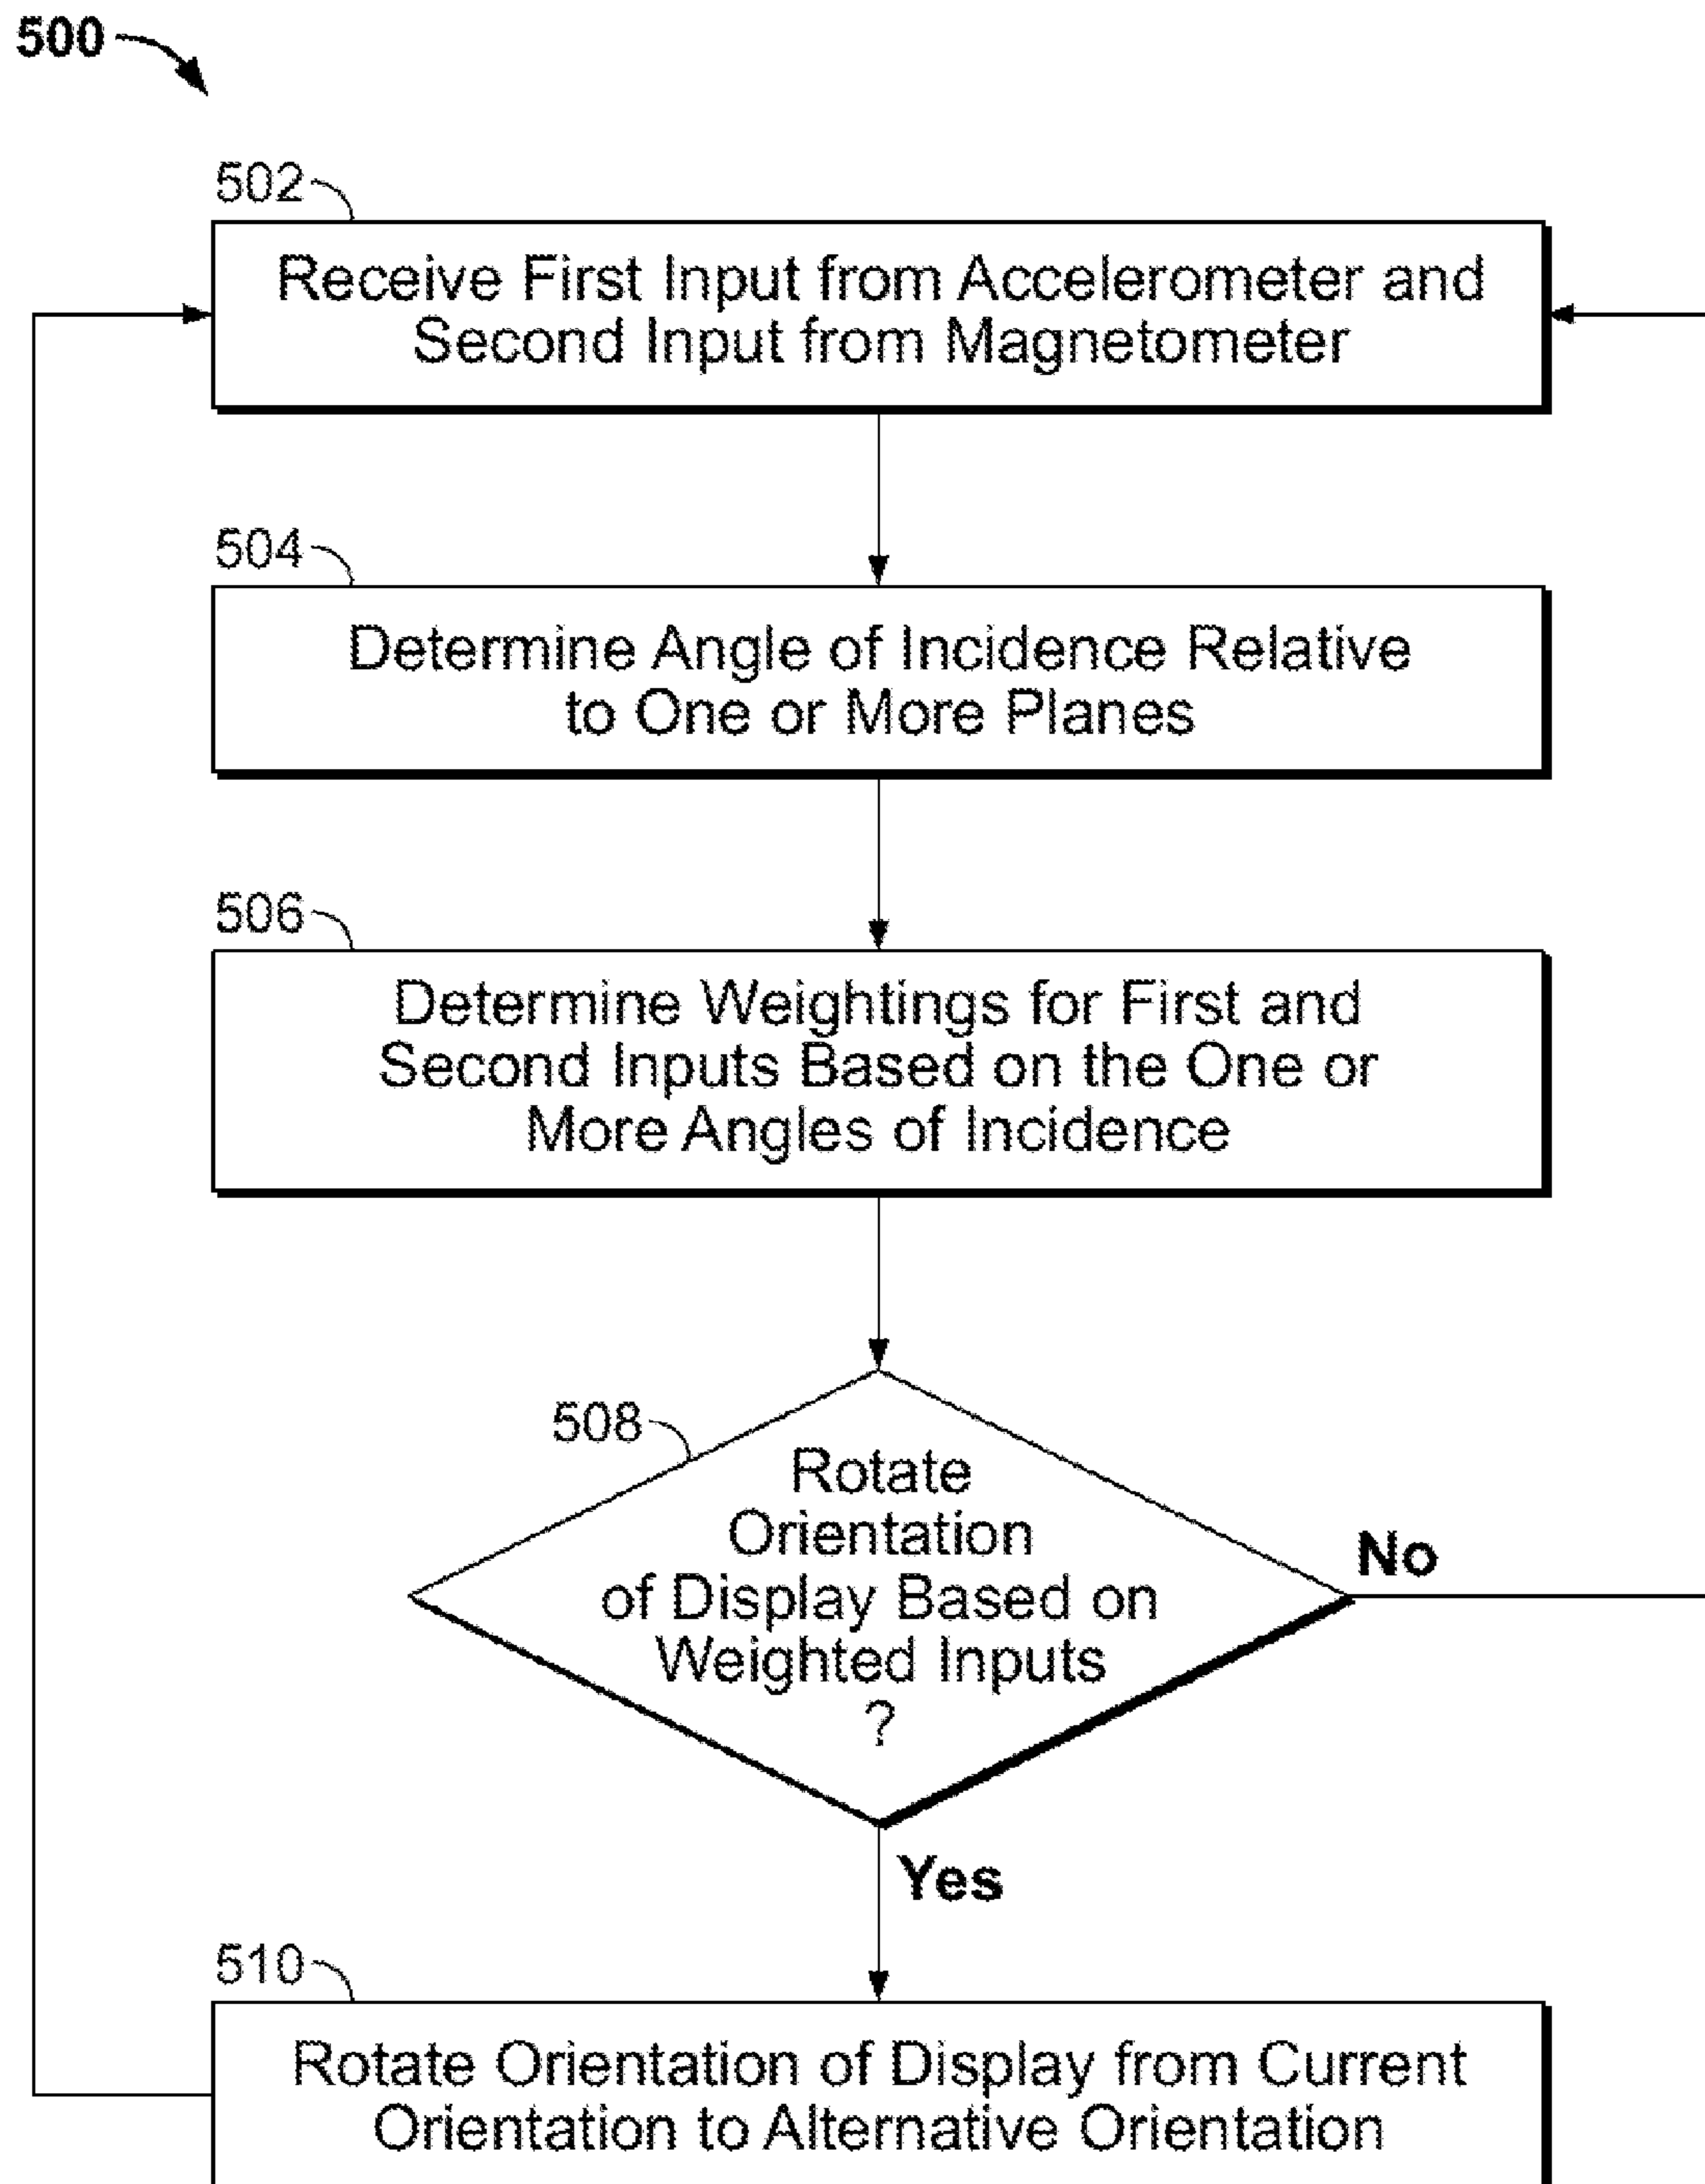 500
502
Receive First Input from Accelerometer and
Second Input from Magnetometer
504
Determine Angle of Incidence Relative
to One or More Planes
506
Determine Weightings for First and
Second Inputs Based on the One or
More Angles of Incidence
508
Rotate
Orientation
of Display Based on
Weighted Inputs
?
No
Yes
510
Rotate Orientation of Display from Current
Orientation to Alternative Orientation